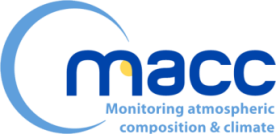 macc
Monitoring atmospheric
composition & climate